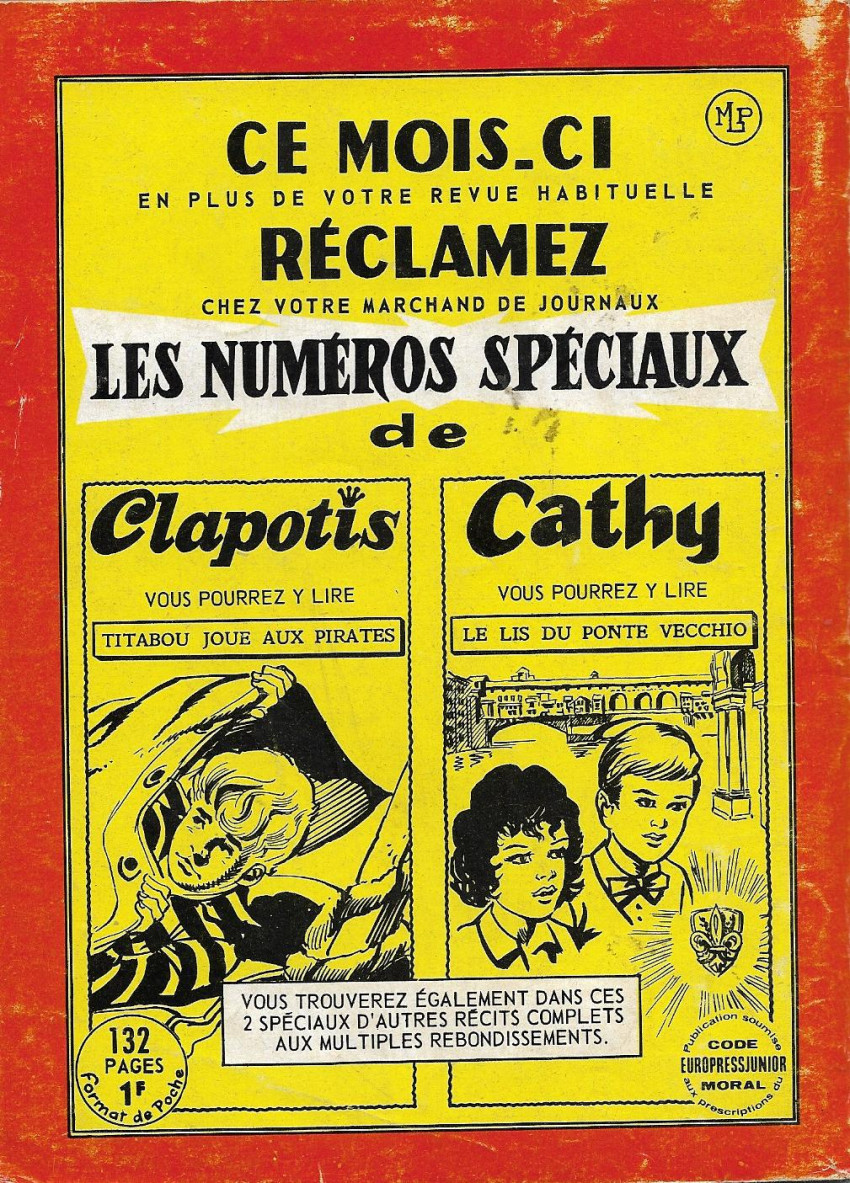 MLP
CE MOIS-CI
EN PLUS DE VOTRE REVUE HABITUELLE
RÉCLAMEZ
CHEZ VOTRE MARCHAND DE JOURNAUX
LES NUMÉROS SPÉCIAUX
de
Clapotis
VOUS POURREZ Y LIRE
TITABOU JOUE AUX PIRATES
Cathy
VOUS POURREZ Y LIRE
LE LIS DU PONTE VECCHIO
VOUS TROUVEREZ ÉGALEMENT DANS CES
2 SPÉCIAUX D'AUTRES RÉCITS COMPLETS
AUX MULTIPLES REBONDISSEMENTS.
132
PAGES
1F
Format de Poche
Publication soumise
CODE
EUROPRESSJUNIOR
MORAL
aux prescriptions du